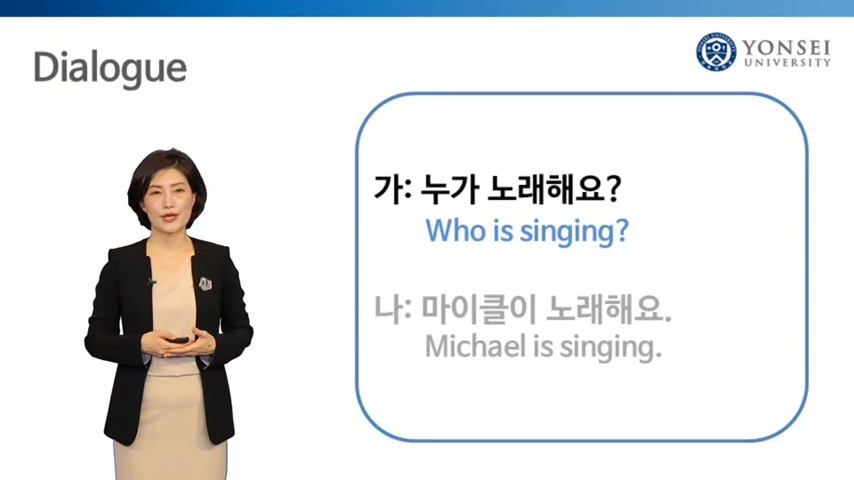 Dialogue
YONSEI
UNIVERSITY
가: 누가 노래해요?
Who is singing?
나: 마이클이 노래해요.
Michael is singing.